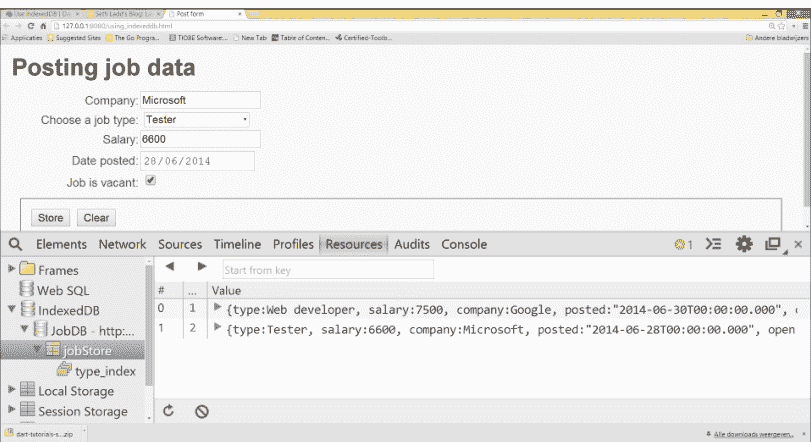 Use IndexedDB | Da
Seth Ladd's Blog: Lo
Post form
127.0.0.1:8080/using_indexeddb.html
Applicaties Suggested Sites The Go Progra... TIOBE Software... New Tab Table of Conten... Certified-Tools... Andere bladwijzers
Posting job data
Company: Microsoft
Choose a job type: Tester
Salary: 6600
Date posted: 28/06/2014
Job is vacant:
Store Clear
Elements Network Sources Timeline Profiles Resources Audits Console 1
Frames
Web SQL
IndexedDB
JobDB - http:...
jobStore
type_index
Local Storage
Session Storage
Start from key
# ... Value
0 1 {type:Web developer, salary:7500, company:Google, posted:"2014-06-30T00:00:00.000",
1 2 {type:Tester, salary:6600, company:Microsoft, posted:"2014-06-28T00:00:00.000", open
dart-tutorials-s...zip
Alle downloads weergeven...